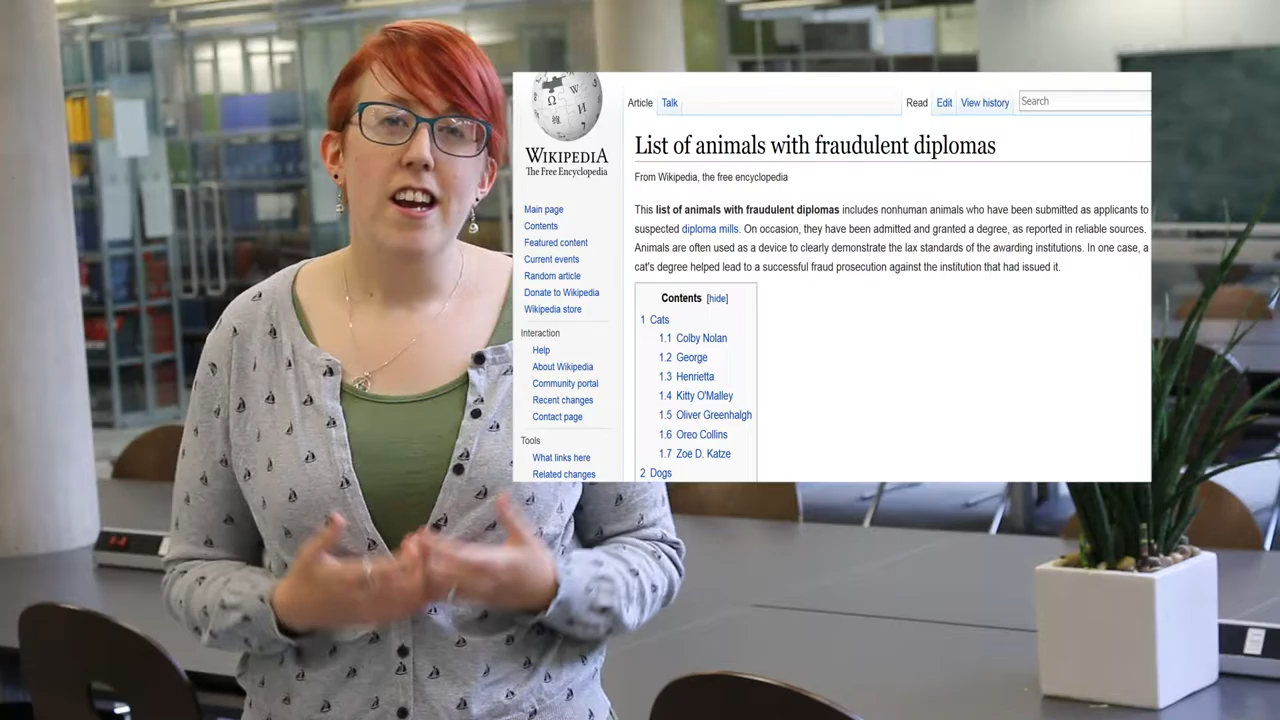 WIKIPEDIA
The Free Encyclopedia
Main page
Contents
Featured content
Current events
Random article
Donate to Wikipedia
Wikipedia store
Interaction
Help
About Wikipedia
Community portal
Recent changes
Contact page
Tools
What links here
Related changes
Article Talk
Read Edit View history Search
List of animals with fraudulent diplomas
From Wikipedia, the free encyclopedia
This list of animals with fraudulent diplomas includes nonhuman animals who have been submitted as applicants to
suspected diploma mills. On occasion, they have been admitted and granted a degree, as reported in reliable sources.
Animals are often used as a device to clearly demonstrate the lax standards of the awarding institutions. In one case, a
cat's degree helped lead to a successful fraud prosecution against the institution that had issued it.
Contents [hide]
1 Cats
1.1 Colby Nolan
1.2 George
1.3 Henrietta
1.4 Kitty O'Malley
1.5 Oliver Greenhalgh
1.6 Oreo Collins
1.7 Zoe D. Katze
2 Dogs